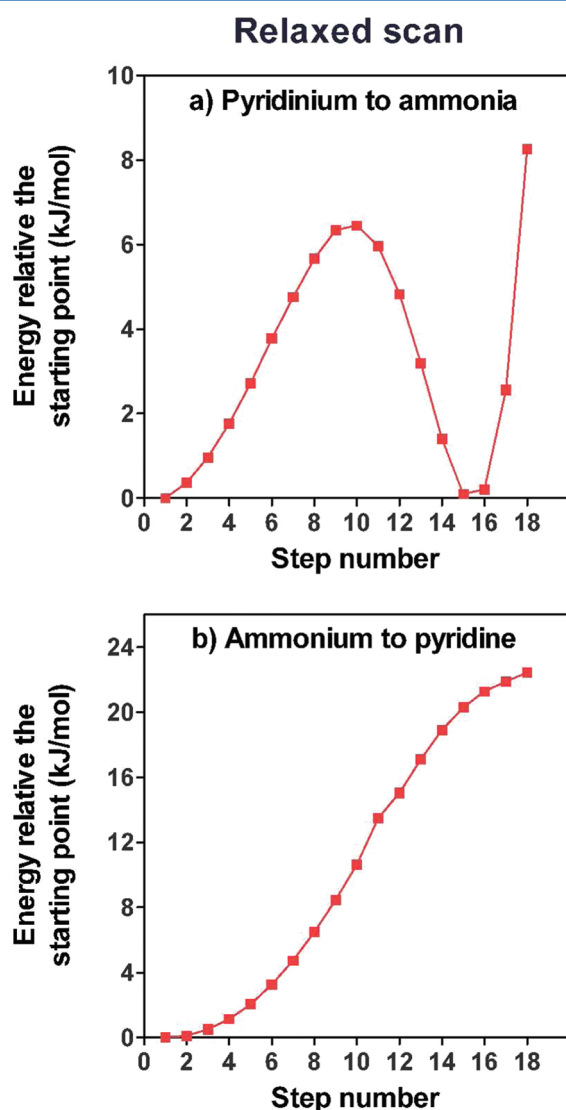 Relaxed scan
a) Pyridinium to ammonia
Energy relative the
starting point (kJ/mol)
10
8
6
4
2
0
0 2 4 6 8 10 12 14 16 18
Step number
b) Ammonium to pyridine
Energy relative the
starting point (kJ/mol)
24
20
16
12
8
4
0
0 2 4 6 8 10 12 14 16 18
Step number